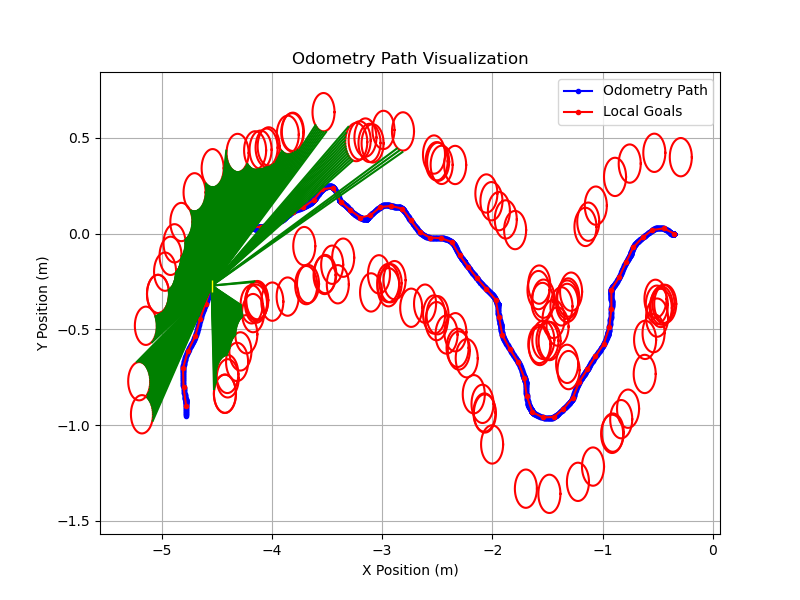 Odometry Path Visualization
Odometry Path
Local Goals
Y Position (m)
0.5
0.0
−0.5
−1.0
−1.5
−5
−4
−3
−2
−1
0
X Position (m)